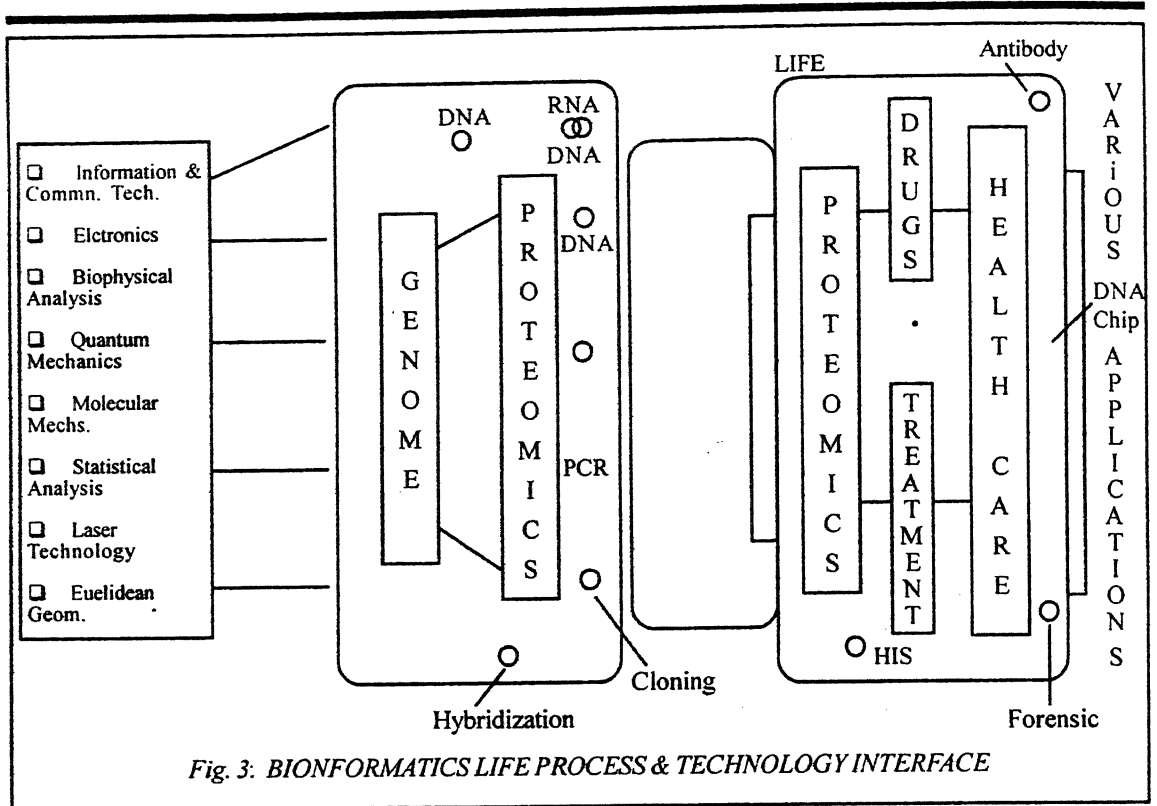 ❑ Information &
Commn. Tech.
❑ Elctronics
❑ Biophysical
Analysis
❑ Quantum
Mechanics
❑ Molecular
Mechs.
❑ Statistical
Analysis
❑ Laser
Technology
❑ Euelidean
Geom.
DNA
RNA
DNA
GENOME
PROTEOMICS
DNA
PCR
Cloning
Hybridization
LIFE
Antibody
PROTEOMICS
DRUGS
TREATMENT
HEALTH CARE
HIS
Forensic
DNA
Chip
VARiOUS APPLICATIONS
Fig. 3: BIONFORMATICS LIFE PROCESS & TECHNOLOGY INTERFACE